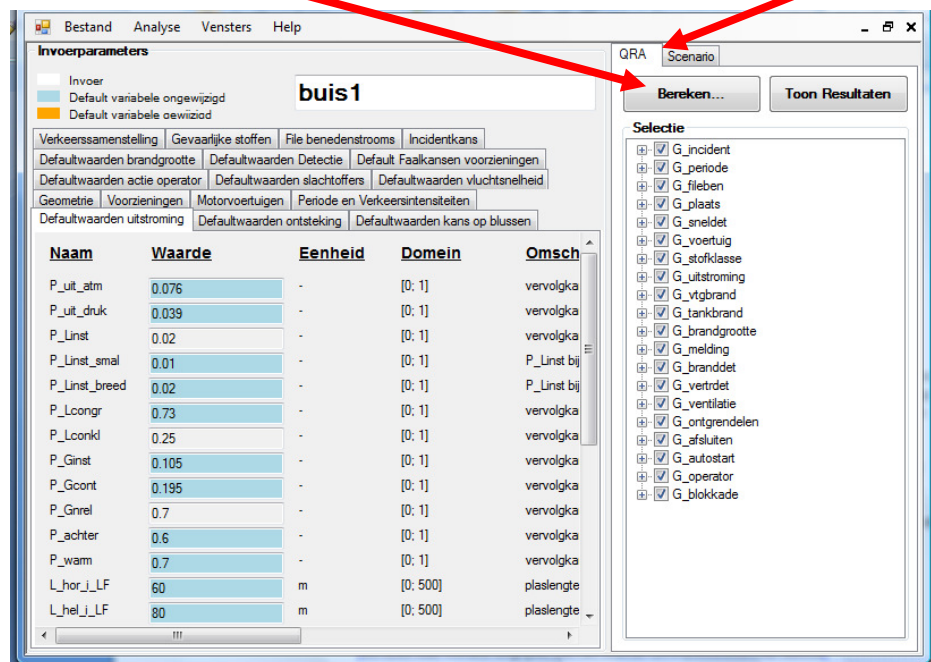 Bestand Analyse Vensters Help
Invoerparameters
Invoer
Default variabele ongewijzigd
Default variabele gewijzigd
buis1
Verkeerssamenstelling Gevaarlijke stoffen File benedenstrooms Incidentkans
Defaultwaarden brandgrootte Defaultwaarden Detectie Default Faalkansen voorzieningen
Defaultwaarden actie operator Defaultwaarden slachtoffers Defaultwaarden vluchtsnelheid
Geometrie Voorzieningen Motorvoertuigen Periode en Verkeersintensiteiten
Defaultwaarden uitstroming Defaultwaarden ontsteking Defaultwaarden kans op blussen
Naam Waarde Eenheid Domein Omsch
P_uit_atm 0.076 - [0; 1] vervolgka
P_uit_druk 0.039 - [0; 1] vervolgka
P_Linst 0.02 - [0; 1] vervolgka
P_Linst_smal 0.01 - [0; 1] P_Linst bij
P_Linst_breed 0.02 - [0; 1] P_Linst bij
P_Lcongr 0.73 - [0; 1] vervolgka
P_Lconkl 0.25 - [0; 1] vervolgka
P_Ginst 0.105 - [0; 1] vervolgka
P_Gcont 0.195 - [0; 1] vervolgka
P_Gnrel 0.7 - [0; 1] vervolgka
P_achter 0.6 - [0; 1] vervolgka
P_warm 0.7 - [0; 1] vervolgka
L_hor_i_LF 60 m [0; 500] plaslengte
L_hel_i_LF 80 m [0; 500] plaslengte
QRA Scenario
Bereken... Toon Resultaten
Selectie
G_incident
G_periode
G_fileben
G_plaats
G_sneldet
G_voertuig
G_stofklasse
G_uitstroming
G_vtgbrand
G_tankbrand
G_brandgrootte
G_melding
G_branddet
G_vertrdet
G_ventilatie
G_ontgrendelen
G_afsluiten
G_autostart
G_operator
G_blokkade